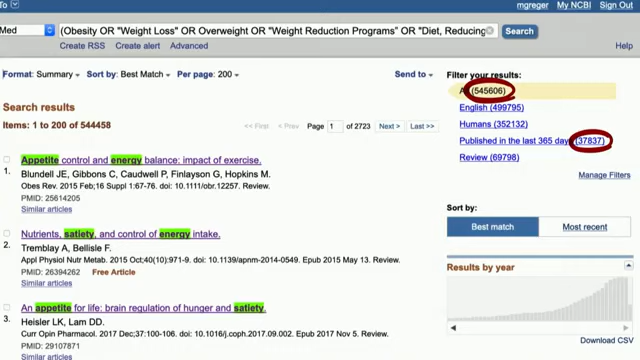 To
mgreger My NCBI Sign Out
Med (Obesity OR "Weight Loss" OR Overweight OR "Weight Reduction Programs" OR "Diet, Reducing Search
Create RSS Create alert Advanced Help
Format: Summary Sort by: Best Match Per page: 200 Send to
Filter your results:
All (545606)
English (499795)
Humans (352132)
Published in the last 365 days (37837)
Review (69798)
Manage Filters
Search results
Items: 1 to 200 of 544458
<< First < Prev Page 1 of 2723 Next > Last >>
Appetite control and energy balance: impact of exercise.
1.
Blundell JE, Gibbons C, Caudwell P, Finlayson G, Hopkins M.
Obes Rev. 2015 Feb;16 Suppl 1:67-76. doi: 10.1111/obr.12257. Review.
PMID: 25614205
Similar articles
Sort by:
Best match Most recent
Nutrients, satiety, and control of energy intake.
2.
Tremblay A, Bellisle F.
Appl Physiol Nutr Metab. 2015 Oct;40(10):971-9. doi: 10.1139/apnm-2014-0549. Epub 2015 May 13. Review.
PMID: 26394262 Free Article
Similar articles
Results by year
Download CSV
An appetite for life: brain regulation of hunger and satiety.
3.
Heisler LK, Lam DD.
Curr Opin Pharmacol. 2017 Dec;37:100-106. doi: 10.1016/j.coph.2017.09.002. Epub 2017 Nov 5. Review.
PMID: 29107871
Similar articles